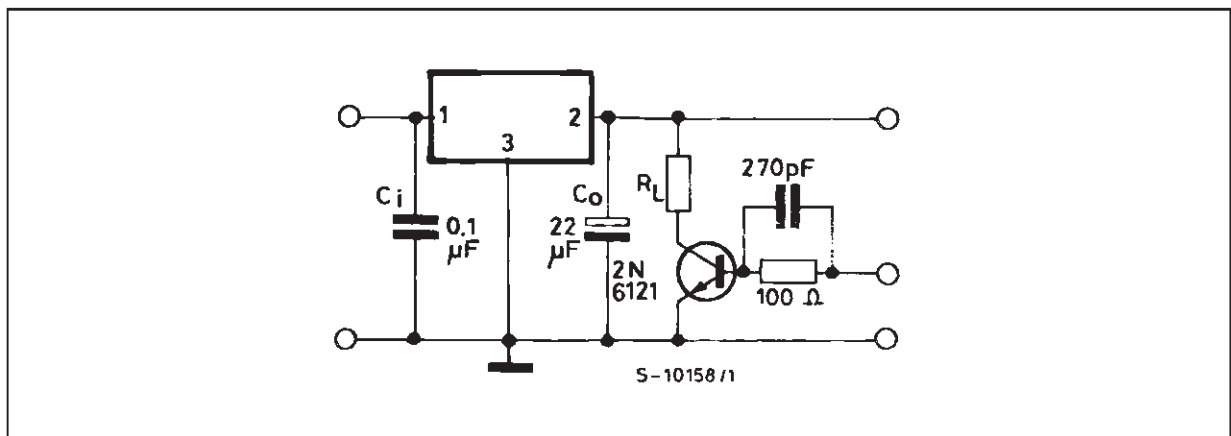 1
2
3
Ci
0,1
µF
Co
22
µF
2N
6121
RL
270pF
100 Ω
S-10158/1